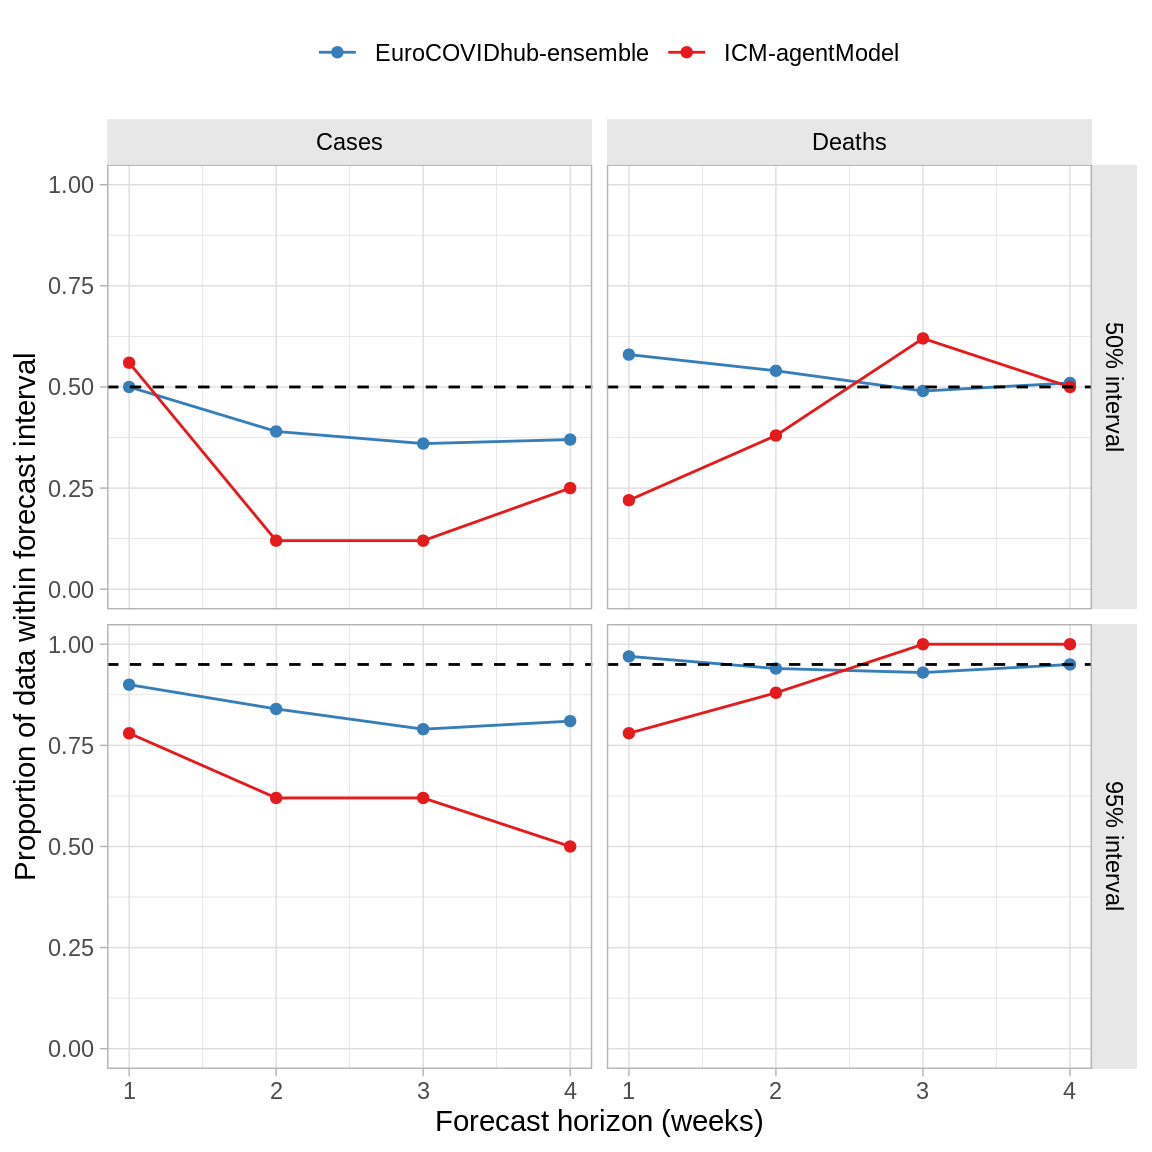 EuroCOVIDhub-ensemble ICM-agentModel
Cases Deaths
1.00
0.75
0.50
0.25
0.00
50% interval
1.00
0.75
0.50
0.25
0.00
95% interval
Proportion of data within forecast interval
1 2 3 4 1 2 3 4
Forecast horizon (weeks)